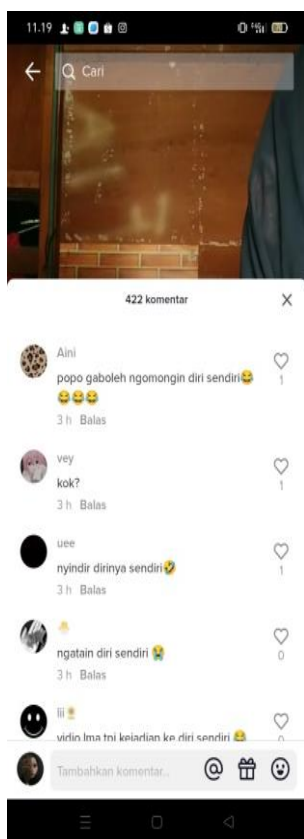 11.19
Cari
422 komentar
Aini
popo gaboleh ngomongin diri sendiri😂
😂😂😂
1
3 h Balas
vey
kok?
1
3 h Balas
uee
nyindir dirinya sendiri🤣
1
3 h Balas
ngatain diri sendiri 😭
0
3 h Balas
lii
vidio lma tpi kejadian ke diri sendiri 😂
0
Tambahkan komentar...